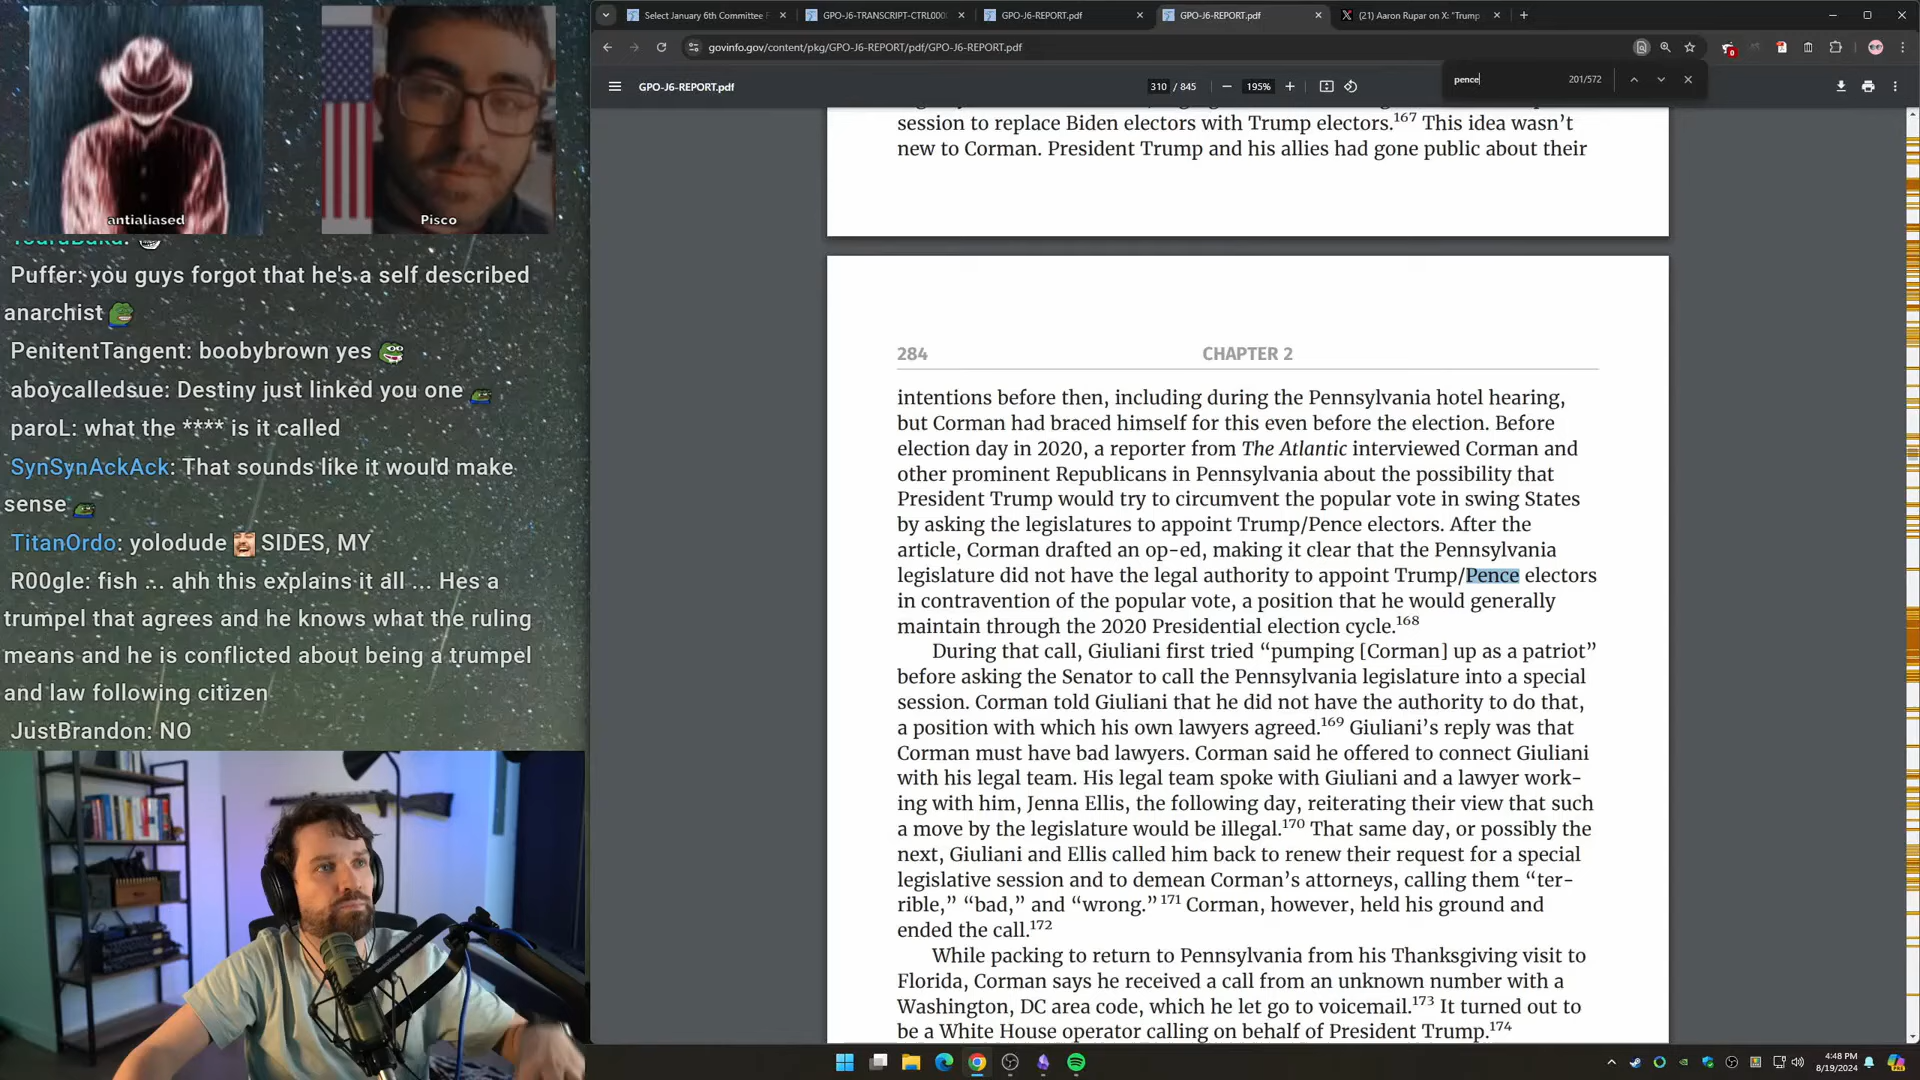 Select January 6th Committee F
GPO-J6-TRANSCRIPT-CTRL000
GPO-J6-REPORT.pdf
GPO-J6-REPORT.pdf
(21) Aaron Rupar on X: "Trump
govinfo.gov/content/pkg/GPO-J6-REPORT/pdf/GPO-J6-REPORT.pdf
0
GPO-J6-REPORT.pdf
310 / 845
195%
pence
201/572
antialiased
Pisco
Puffer: you guys forgot that he's a self described
anarchist
PenitentTangent: boobybrown yes
aboycalledsue: Destiny just linked you one
paroL: what the **** is it called
SynSynAckAck: That sounds like it would make
sense
TitanOrdo: yolodude SIDES, MY
R00gle: fish ... ahh this explains it all ... Hes a
trumpel that agrees and he knows what the ruling
means and he is conflicted about being a trumpel
and law following citizen
JustBrandon: NO
session to replace Biden electors with Trump electors.167 This idea wasn't
new to Corman. President Trump and his allies had gone public about their
284
CHAPTER 2
intentions before then, including during the Pennsylvania hotel hearing,
but Corman had braced himself for this even before the election. Before
election day in 2020, a reporter from The Atlantic interviewed Corman and
other prominent Republicans in Pennsylvania about the possibility that
President Trump would try to circumvent the popular vote in swing States
by asking the legislatures to appoint Trump/Pence electors. After the
article, Corman drafted an op-ed, making it clear that the Pennsylvania
legislature did not have the legal authority to appoint Trump/Pence electors
in contravention of the popular vote, a position that he would generally
maintain through the 2020 Presidential election cycle.168
During that call, Giuliani first tried “pumping [Corman] up as a patriot”
before asking the Senator to call the Pennsylvania legislature into a special
session. Corman told Giuliani that he did not have the authority to do that,
a position with which his own lawyers agreed.169 Giuliani’s reply was that
Corman must have bad lawyers. Corman said he offered to connect Giuliani
with his legal team. His legal team spoke with Giuliani and a lawyer work-
ing with him, Jenna Ellis, the following day, reiterating their view that such
a move by the legislature would be illegal.170 That same day, or possibly the
next, Giuliani and Ellis called him back to renew their request for a special
legislative session and to demean Corman’s attorneys, calling them “ter-
rible,” “bad,” and “wrong.”171 Corman, however, held his ground and
ended the call.172
While packing to return to Pennsylvania from his Thanksgiving visit to
Florida, Corman says he received a call from an unknown number with a
Washington, DC area code, which he let go to voicemail.173 It turned out to
be a White House operator calling on behalf of President Trump.174
4:48 PM
8/19/2024